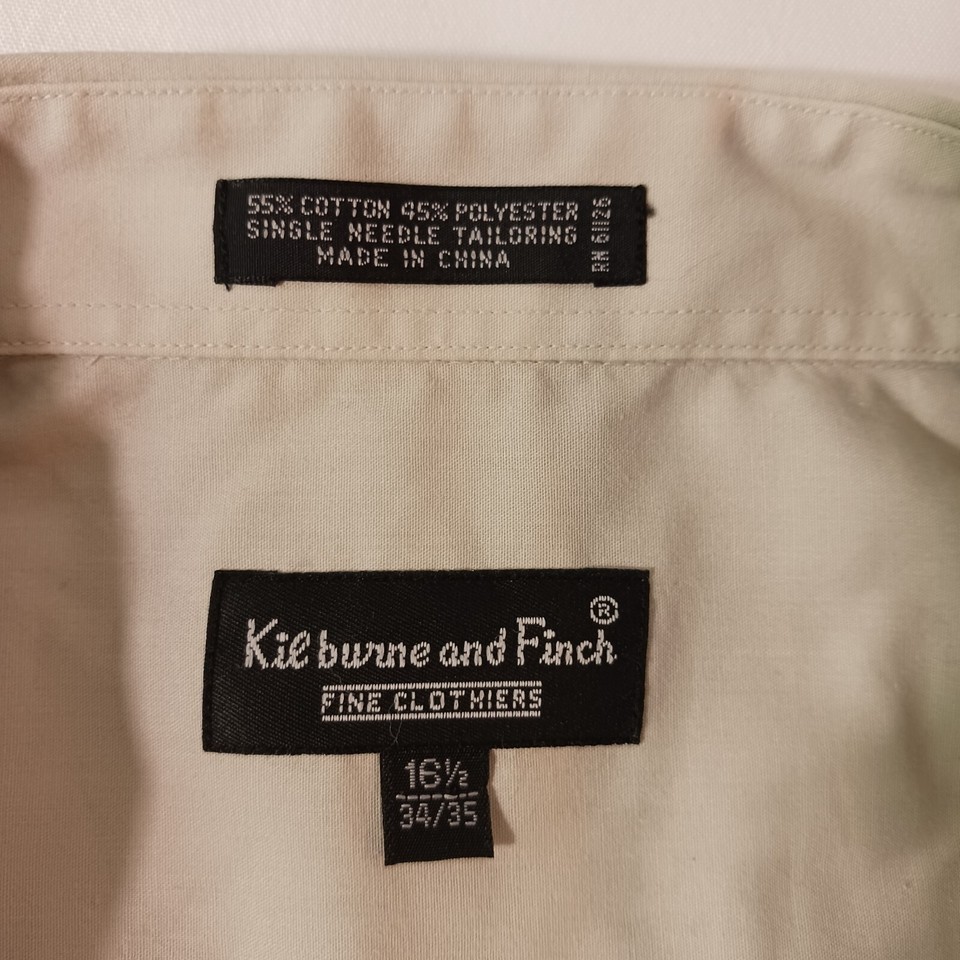 55% COTTON 45% POLYESTER
SINGLE NEEDLE TAILORING
MADE IN CHINA
RN 61126
Kilburne and Finch ®
FINE CLOTHIERS
16½
34/35